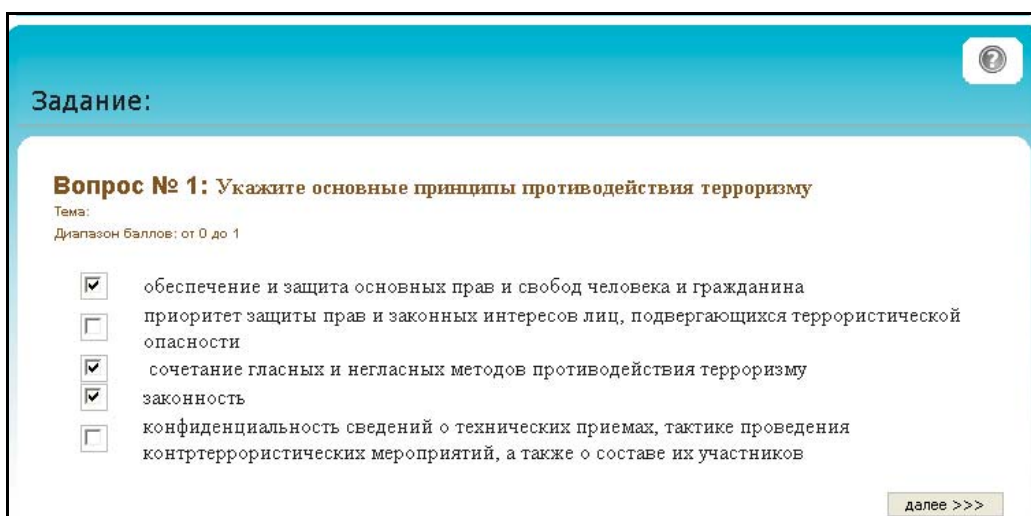 Задание:
Вопрос № 1: Укажите основные принципы противодействия терроризму
Тема:
Диапазон баллов: от 0 до 1
обеспечение и защита основных прав и свобод человека и гражданина
приоритет защиты прав и законных интересов лиц, подвергающихся террористической
опасности
сочетание гласных и негласных методов противодействия терроризму
законность
конфиденциальность сведений о технических приемах, тактике проведения
контртеррористических мероприятий, а также о составе их участников
далее >>>